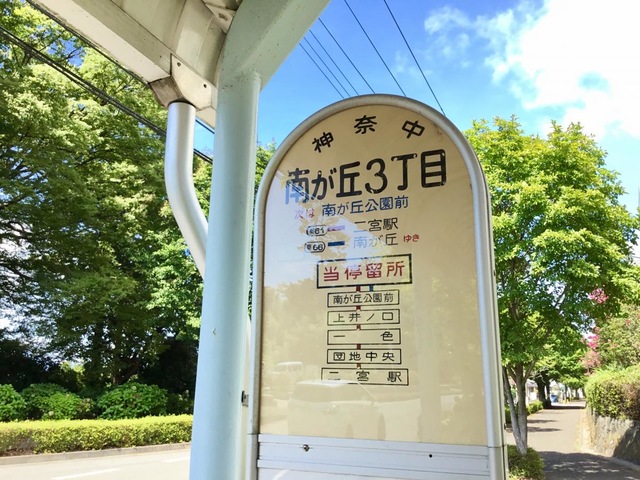 神奈中
南が丘3丁目
次は 南が丘公園前
二宮駅
南が丘 ゆき
当停留所
南が丘公園前
上井ノ口
一色
団地中央
二宮駅